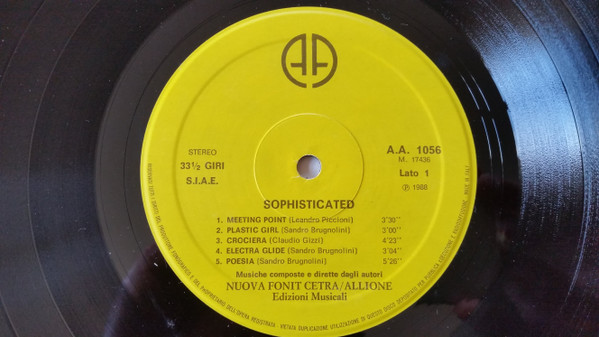 STEREO
33½ GIRI
S.I.A.E.
A.A. 1056
M. 17436
Lato 1
℗ 1988
SOPHISTICATED
1. MEETING POINT (Leandro Piccioni) 3'30''
2. PLASTIC GIRL (Sandro Brugnolini) 3'00''
3. CROCIERA (Claudio Gizzi) 4'23''
4. ELECTRA GLIDE (Sandro Brugnolini) 3'04''
5. POESIA (Sandro Brugnolini) 5'26''
Musiche composte e dirette dagli autori
NUOVA FONIT CETRA/ALLIONE
Edizioni Musicali